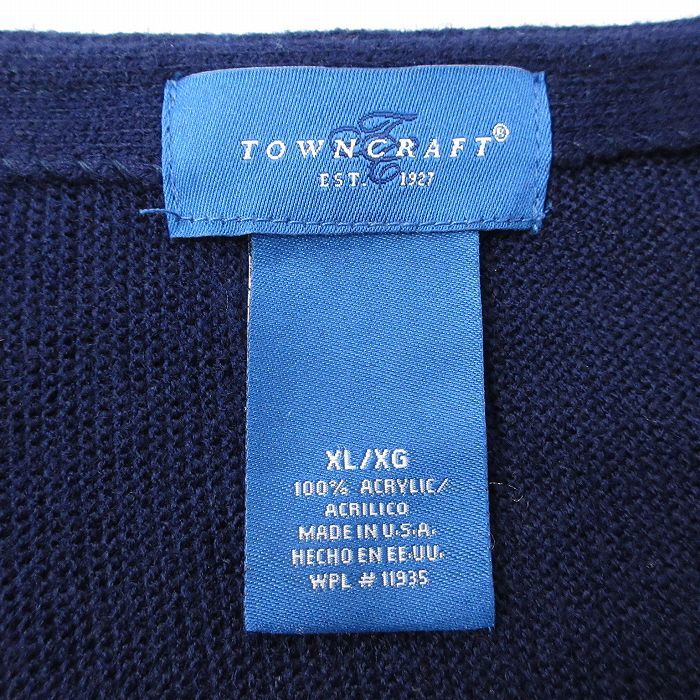 TOWNCRAFT®
EST. 1927
XL/XG
100% ACRYLIC/
ACRILICO
MADE IN U.S.A.
HECHO EN EE.UU.
WPL # 11935